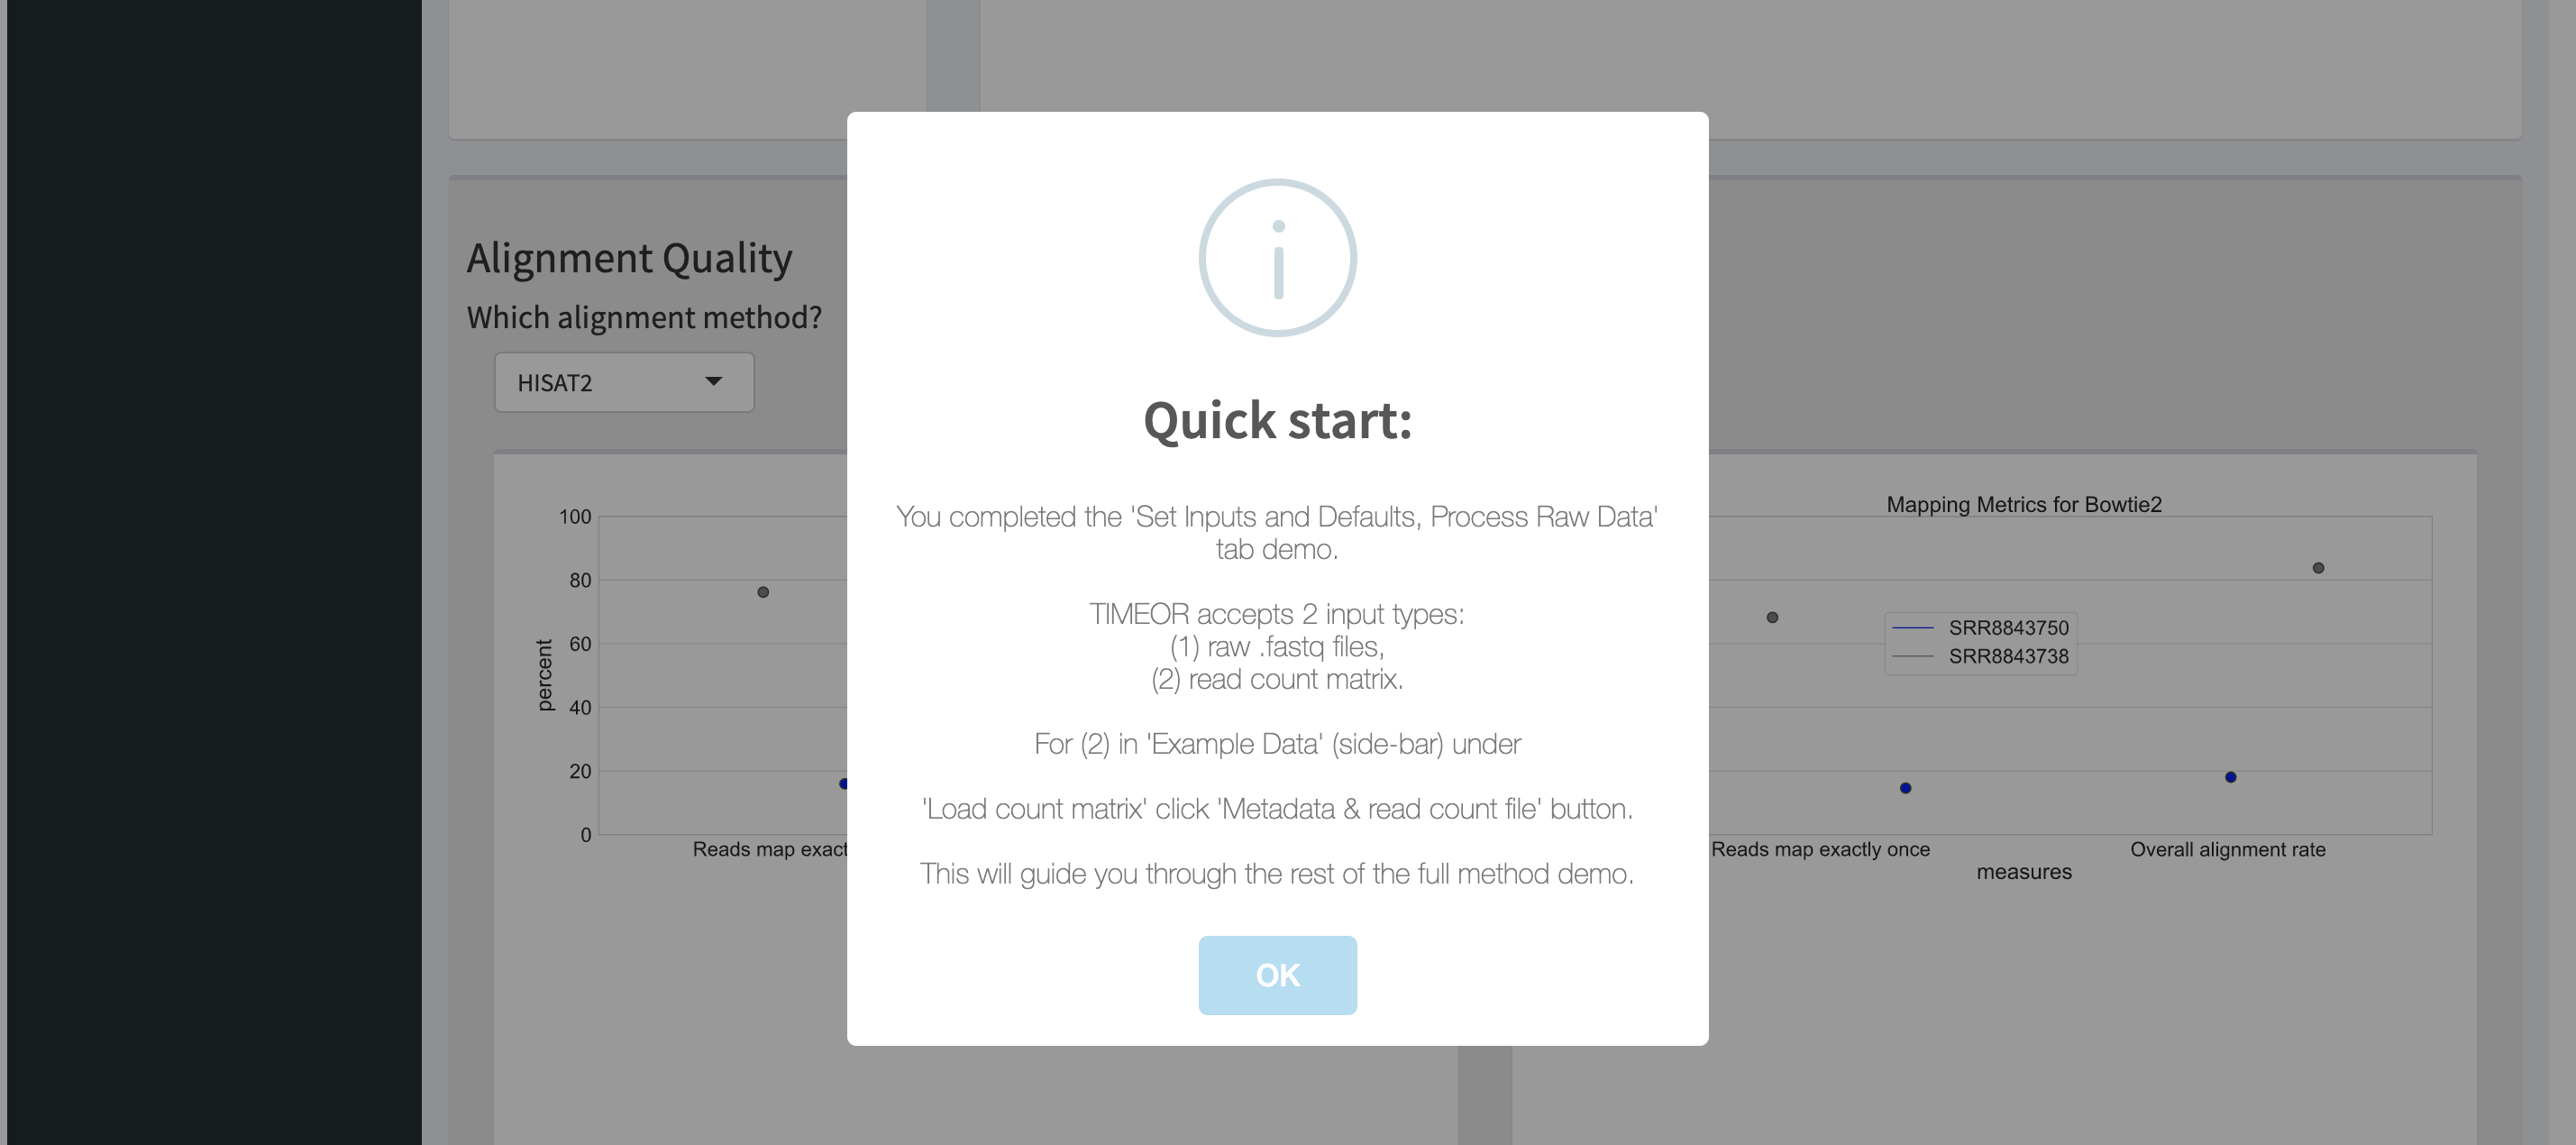 Alignment Quality
Which alignment method?
HISAT2
100
80
60
40
20
0
percent
Reads map
Quick start:
You completed the 'Set Inputs and Defaults, Process Raw Data'
tab demo.
TIMEOR accepts 2 input types:
(1) raw .fastq files,
(2) read count matrix.
For (2) in 'Example Data' (side-bar) under
'Load count matrix' click 'Metadata & read count file' button.
This will guide you through the rest of the full method demo.
OK
Mapping Metrics for Bowtie2
SRR8843750
SRR8843738
Reads map exactly once
Overall alignment rate
measures